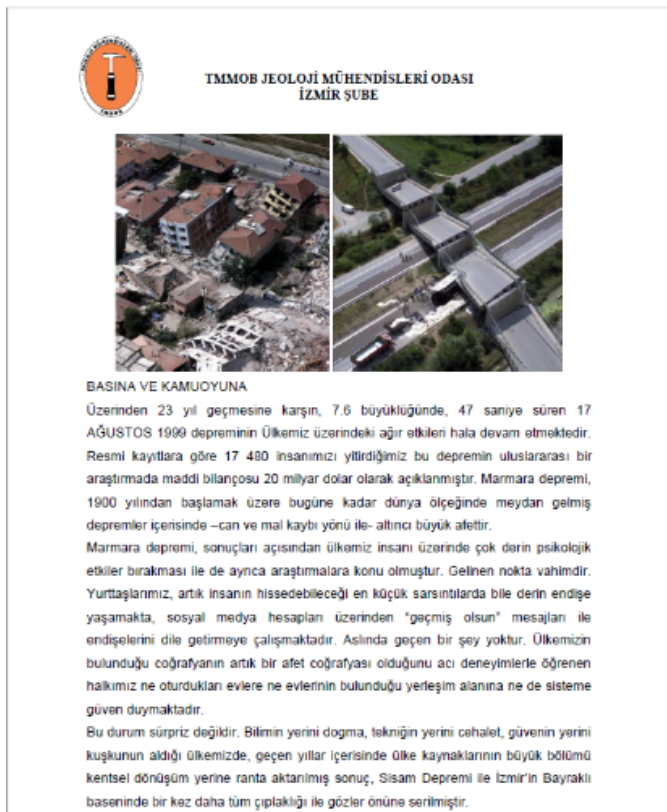 TMMOB JEOLOJİ MÜHENDİSLERİ ODASI
İZMİR ŞUBE
BASINA VE KAMUOYUNA
Üzerinden 23 yıl geçmesine karşın, 7.6 büyüklüğünde, 47 saniye süren 17
AĞUSTOS 1999 depreminin Ülkemiz üzerindeki ağır etkileri hala devam etmektedir.
Resmi kayıtlara göre 17 480 insanımızı yitirdiğimiz bu depremin uluslararası bir
araştırmada maddi bilançosu 20 milyar dolar olarak açıklanmıştır. Marmara depremi,
1900 yılından başlamak üzere bugüne kadar dünya ölçeğinde meydan gelmiş
depremler içerisinde –can ve mal kaybı yönü ile- altıncı büyük afettir.
Marmara depremi, sonuçları açısından ülkemiz insanı üzerinde çok derin psikolojik
etkiler bırakması ile de ayrıca araştırmalara konu olmuştur. Gelinen nokta vahimdir.
Yurttaşlarımız, artık insanın hissedebileceği en küçük sarsıntılarda bile derin endişe
yaşamakta, sosyal medya hesapları üzerinden “geçmiş olsun” mesajları ile
endişelerini dile getirmeye çalışmaktadır. Aslında geçen bir şey yoktur. Ülkemizin
bulunduğu coğrafyanın artık bir afet coğrafyası olduğunu acı deneyimlerle öğrenen
halkımız ne oturdukları evlere ne evlerinin bulunduğu yerleşim alanına ne de sisteme
güven duymaktadır.
Bu durum sürpriz değildir. Bilimin yerini dogma, tekniğin yerini cehalet, güvenin yerini
kuşkunun aldığı ülkemizde, geçen yıllar içerisinde ülke kaynaklarının büyük bölümü
kentsel dönüşüm yerine ranta aktarılmış sonuç, Sisam Depremi ile İzmir’in Bayraklı
baseninde bir kez daha tüm çıplaklığı ile gözler önüne serilmiştir.